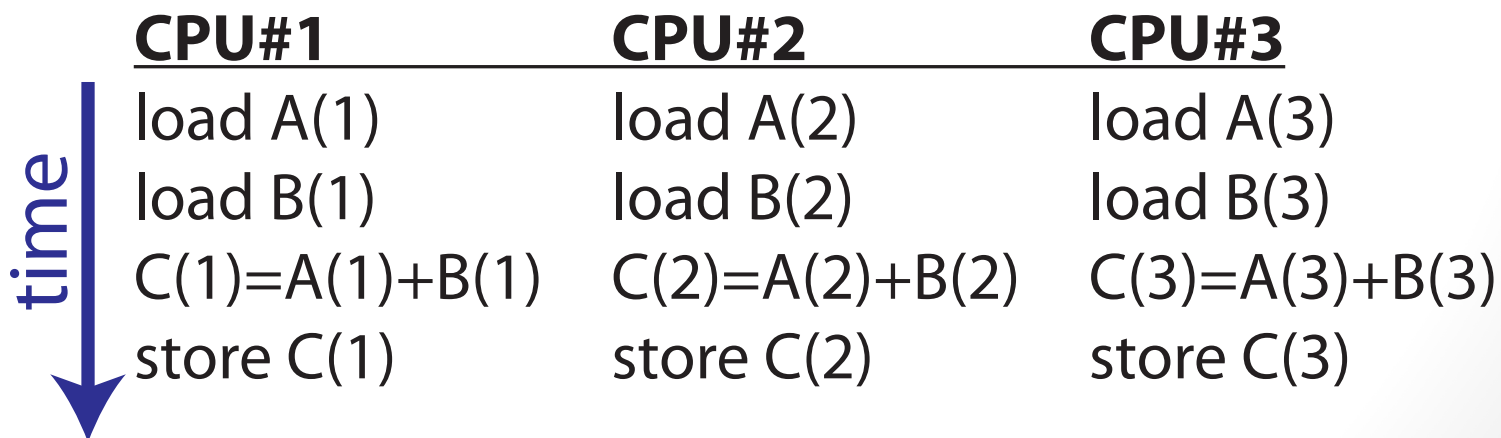 CPU#1 CPU#2 CPU#3
load A(1) load A(2) load A(3)
load B(1) load B(2) load B(3)
C(1)=A(1)+B(1) C(2)=A(2)+B(2) C(3)=A(3)+B(3)
store C(1) store C(2) store C(3)
time